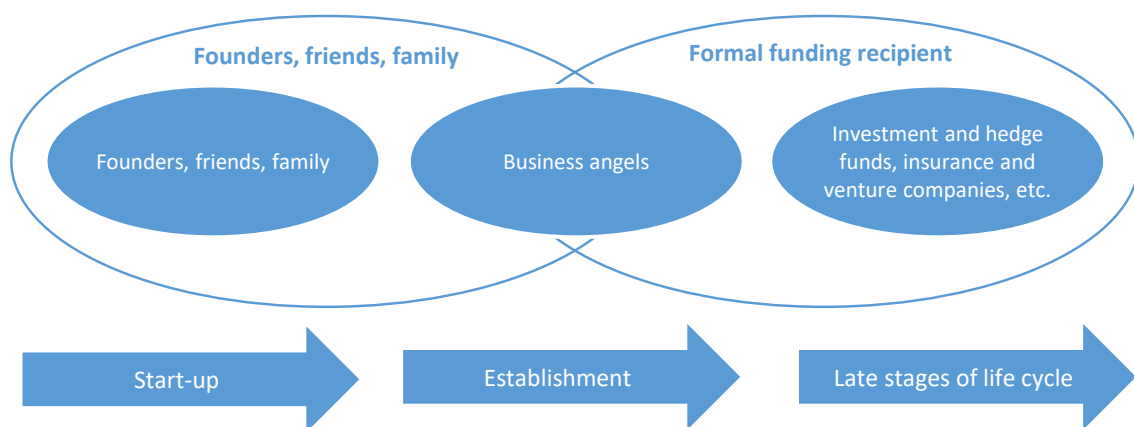 Founders, friends, family
Formal funding recipient
Founders, friends, family
Business angels
Investment and hedge
funds, insurance and
venture companies, etc.
Start-up
Establishment
Late stages of life cycle